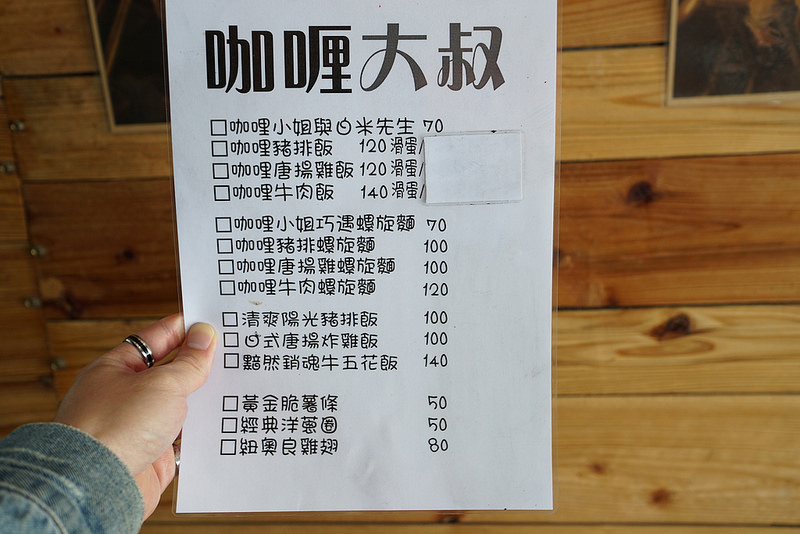 咖哩大叔
□咖哩小姐與白米先生 70
□咖哩豬排飯 120 滑蛋/
□咖哩唐揚雞飯 120 滑蛋/
□咖哩牛肉飯 140 滑蛋/
□咖哩小姐巧遇螺旋麵 70
□咖哩豬排螺旋麵 100
□咖哩唐揚雞螺旋麵 100
□咖哩牛肉螺旋麵 120
□清爽陽光豬排飯 100
□日式唐揚炸雞飯 100
□黯然銷魂牛五花飯 140
□黃金脆薯條 50
□經典洋蔥圈 50
□紐奧良雞翅 80